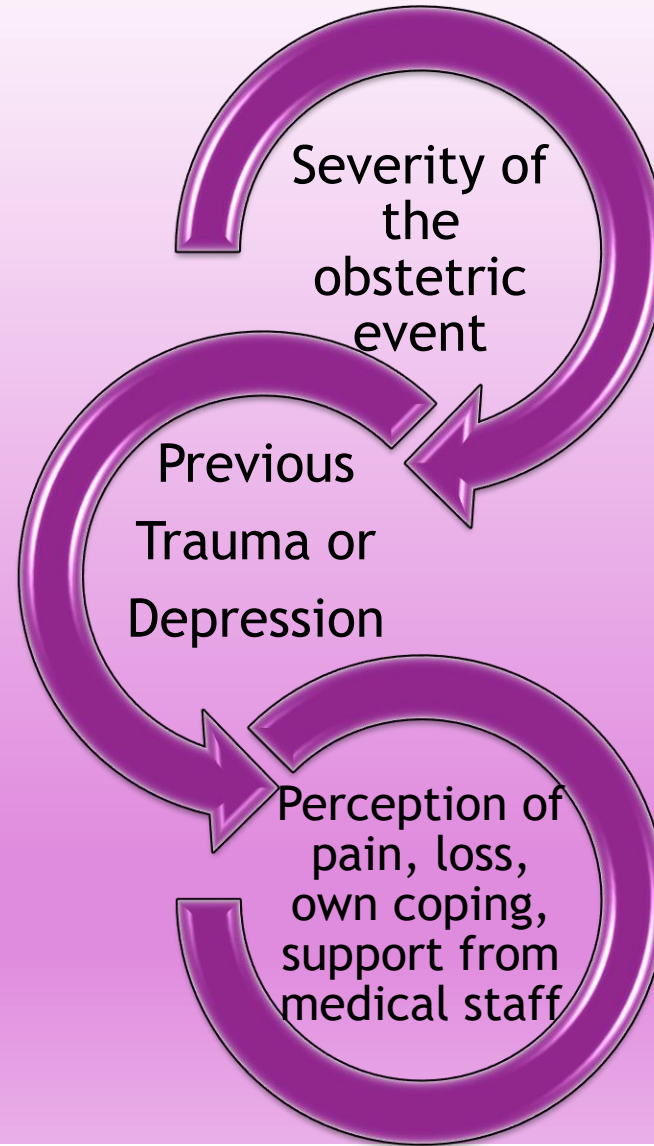 Severity of
the
obstetric
event
Previous
Trauma or
Depression
Perception of
pain, loss,
own coping,
support from
medical staff